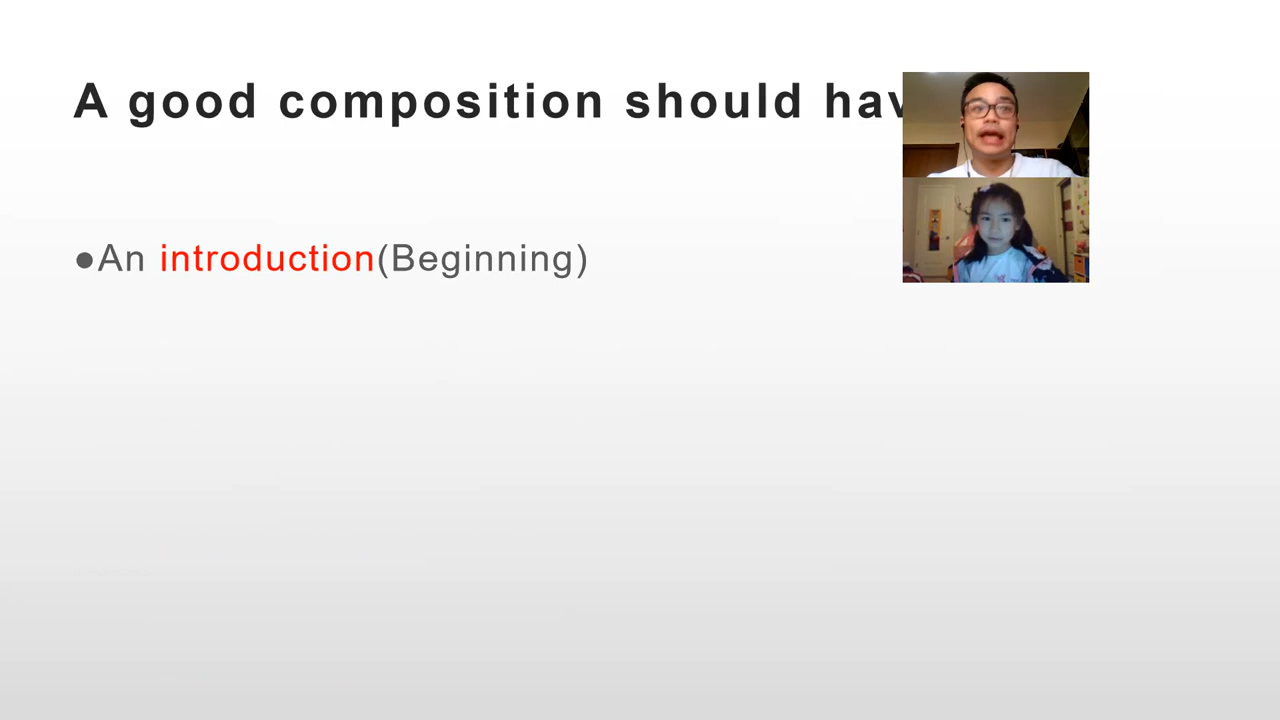 A good composition should hav
●An introduction(Beginning)